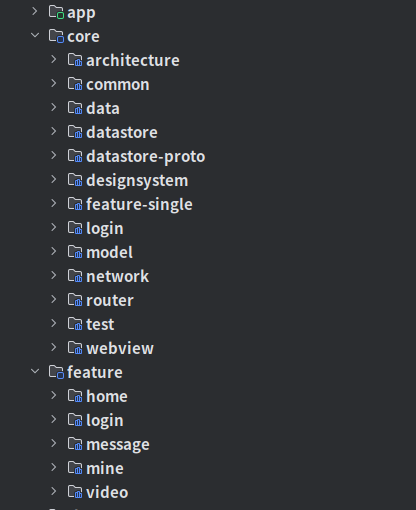 app
core
architecture
common
data
datastore
datastore-proto
designsystem
feature-single
login
model
network
router
test
webview
feature
home
login
message
mine
video